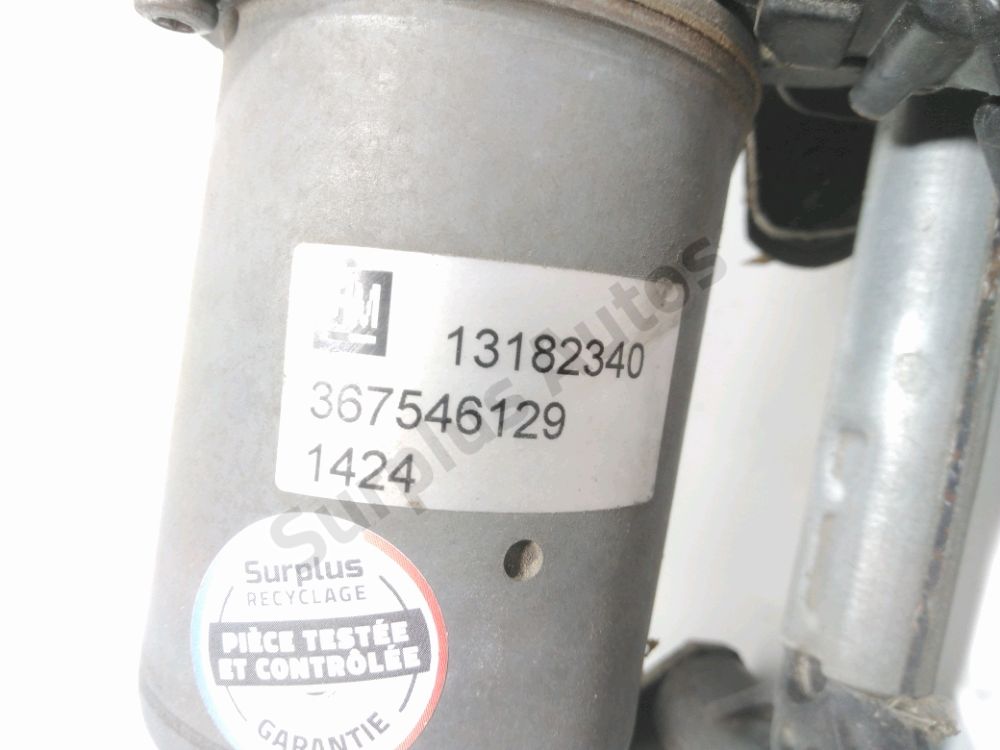 GM
13182340
367546129
1424
Surplus Autos
Surplus
RECYCLAGE
PIÈCE TESTÉE
ET CONTRÔLÉE
GARANTIE